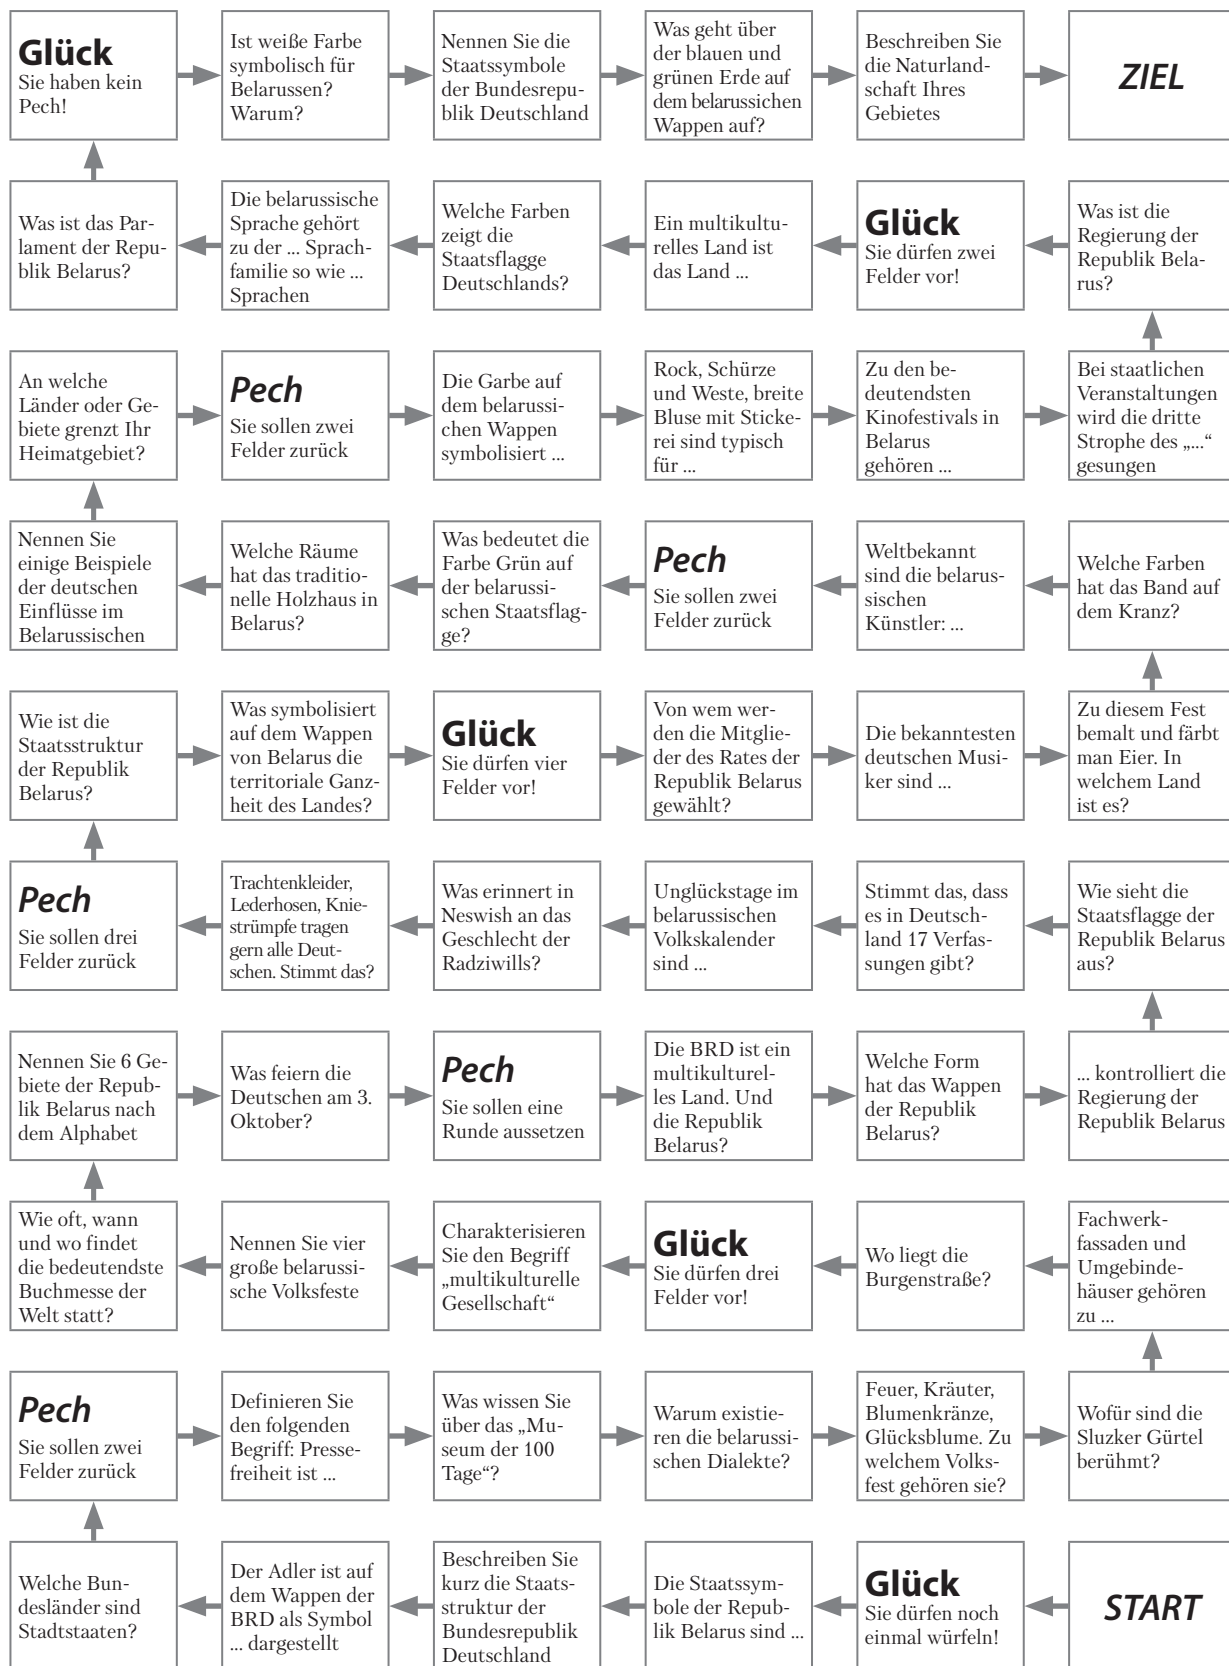 Glück
Sie haben kein
Pech!
Ist weiße Farbe
symbolisch für
Belarussen?
Warum?
Nennen Sie die
Staatssymbole
der Bundesrepu-
blik Deutschland
Was geht über
der blauen und
grünen Erde auf
dem belarussichen
Wappen auf?
Beschreiben Sie
die Naturland-
schaft Ihres
Gebietes
ZIEL
Was ist das Par-
lament der Repu-
blik Belarus?
Die belarussische
Sprache gehört
zu der ... Sprach-
familie so wie ...
Sprachen
Welche Farben
zeigt die
Staatsflagge
Deutschlands?
Ein multikultu-
relles Land ist
das Land ...
Glück
Sie dürfen zwei
Felder vor!
Was ist die
Regierung der
Republik Bela-
rus?
An welche
Länder oder Ge-
biete grenzt Ihr
Heimatgebiet?
Pech
Sie sollen zwei
Felder zurück
Die Garbe auf
dem belarussi-
chen Wappen
symbolisiert ...
Rock, Schürze
und Weste, breite
Bluse mit Sticke-
rei sind typisch
für ...
Zu den be-
deutendsten
Kinofestivals in
Belarus
gehören ...
Bei staatlichen
Veranstaltungen
wird die dritte
Strophe des „...“
gesungen
Nennen Sie
einige Beispiele
der deutschen
Einflüsse im
Belarussischen
Welche Räume
hat das traditio-
nelle Holzhaus in
Belarus?
Was bedeutet die
Farbe Grün auf
der belarussi-
schen Staatsflag-
ge?
Pech
Sie sollen zwei
Felder zurück
Weltbekannt
sind die belarus-
sischen
Künstler: ...
Welche Farben
hat das Band auf
dem Kranz?
Wie ist die
Staatsstruktur
der Republik
Belarus?
Was symbolisiert
auf dem Wappen
von Belarus die
territoriale Ganz-
heit des Landes?
Glück
Sie dürfen vier
Felder vor!
Von wem wer-
den die Mitglie-
der des Rates der
Republik Belarus
gewählt?
Die bekanntesten
deutschen Musi-
ker sind ...
Zu diesem Fest
bemalt und färbt
man Eier. In
welchem Land
ist es?
Pech
Sie sollen drei
Felder zurück
Trachtenkleider,
Lederhosen, Knie-
strümpfe tragen
gern alle Deut-
schen. Stimmt das?
Was erinnert in
Neswish an das
Geschlecht der
Radziwills?
Unglückstage im
belarussischen
Volkskalender
sind ...
Stimmt das, dass
es in Deutsch-
land 17 Verfas-
sungen gibt?
Wie sieht die
Staatsflagge der
Republik Belarus
aus?
Nennen Sie 6 Ge-
biete der Repub-
lik Belarus nach
dem Alphabet
Was feiern die
Deutschen am 3.
Oktober?
Pech
Sie sollen eine
Runde aussetzen
Die BRD ist ein
multikulturel-
les Land. Und
die Republik
Belarus?
Welche Form
hat das Wappen
der Republik
Belarus?
... kontrolliert die
Regierung der
Republik Belarus
Wie oft, wann
und wo findet
die bedeutendste
Buchmesse der
Welt statt?
Nennen Sie vier
große belarussi-
sche Volksfeste
Charakterisieren
Sie den Begriff
„multikulturelle
Gesellschaft“
Glück
Sie dürfen drei
Felder vor!
Wo liegt die
Burgenstraße?
Fachwerk-
fassaden und
Umgebinde-
häuser gehören
zu ...
Pech
Sie sollen zwei
Felder zurück
Definieren Sie
den folgenden
Begriff: Presse-
freiheit ist ...
Was wissen Sie
über das „Mu-
seum der 100
Tage“?
Warum existie-
ren die belarussi-
schen Dialekte?
Feuer, Kräuter,
Blumenkränze,
Glücksblume. Zu
welchem Volks-
fest gehören sie?
Wofür sind die
Sluzker Gürtel
berühmt?
Welche Bun-
desländer sind
Stadtstaaten?
Der Adler ist auf
dem Wappen der
BRD als Symbol
... dargestellt
Beschreiben Sie
kurz die Staats-
struktur der
Bundesrepublik
Deutschland
Die Staatssym-
bole der Repub-
lik Belarus sind ...
Glück
Sie dürfen noch
einmal würfeln!
START